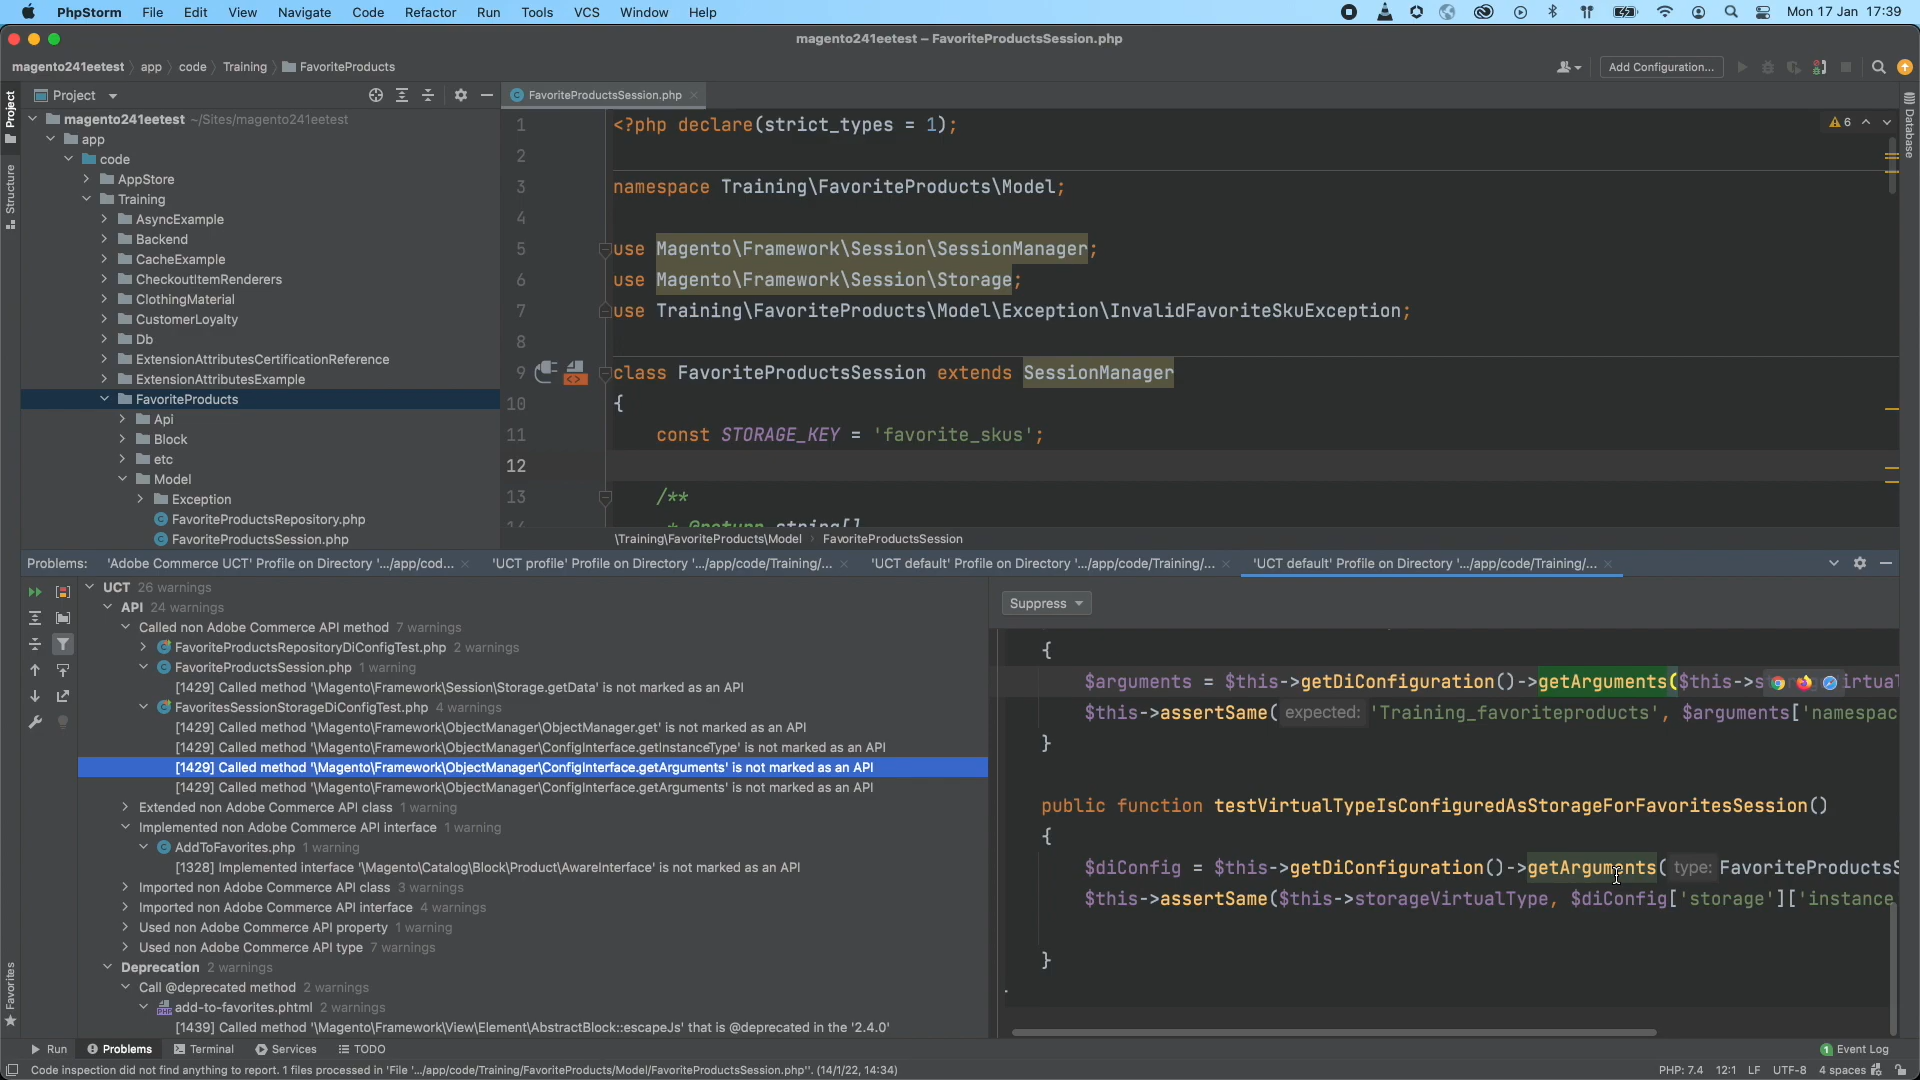 PhpStorm File Edit View Navigate Code Refactor Run Tools VCS Window Help Mon 17 Jan 17:39
magento241eetest – FavoriteProductsSession.php
magento241eetest app code Training FavoriteProducts Add Configuration...
Project
Project
FavoriteProductsSession.php
magento241eetest ~/Sites/magento241eetest
app
code
AppStore
Training
AsyncExample
Backend
CacheExample
CheckoutItemRenderers
ClothingMaterial
CustomerLoyalty
Db
ExtensionAttributesCertificationReference
ExtensionAttributesExample
FavoriteProducts
Api
Block
etc
Model
Exception
FavoriteProductsRepository.php
FavoriteProductsSession.php
Structure
Favorites
Database
6
1 <?php declare(strict_types = 1);
2
3 namespace Training\FavoriteProducts\Model;
4
5 use Magento\Framework\Session\SessionManager;
6 use Magento\Framework\Session\Storage;
7 use Training\FavoriteProducts\Model\Exception\InvalidFavoriteSkuException;
8
9 class FavoriteProductsSession extends SessionManager
10 {
11 const STORAGE_KEY = 'favorite_skus';
12
13 /**
14 * @return string[]
\Training\FavoriteProducts\Model FavoriteProductsSession
Problems: 'Adobe Commerce UCT' Profile on Directory '.../app/cod... 'UCT profile' Profile on Directory '.../app/code/Training/... 'UCT default' Profile on Directory '.../app/code/Training/... 'UCT default' Profile on Directory '.../app/code/Training/...
UCT 26 warnings
API 24 warnings
Called non Adobe Commerce API method 7 warnings
FavoriteProductsRepositoryDiConfigTest.php 2 warnings
FavoriteProductsSession.php 1 warning
[1429] Called method '\Magento\Framework\Session\Storage.getData' is not marked as an API
FavoritesSessionStorageDiConfigTest.php 4 warnings
[1429] Called method '\Magento\Framework\ObjectManager\ObjectManager.get' is not marked as an API
[1429] Called method '\Magento\Framework\ObjectManager\ConfigInterface.getInstanceType' is not marked as an API
[1429] Called method '\Magento\Framework\ObjectManager\ConfigInterface.getArguments' is not marked as an API
[1429] Called method '\Magento\Framework\ObjectManager\ConfigInterface.getArguments' is not marked as an API
Extended non Adobe Commerce API class 1 warning
Implemented non Adobe Commerce API interface 1 warning
AddToFavorites.php 1 warning
[1328] Implemented interface '\Magento\Catalog\Block\Product\AwareInterface' is not marked as an API
Imported non Adobe Commerce API class 3 warnings
Imported non Adobe Commerce API interface 4 warnings
Used non Adobe Commerce API property 1 warning
Used non Adobe Commerce API type 7 warnings
Deprecation 2 warnings
Call @deprecated method 2 warnings
add-to-favorites.phtml 2 warnings
[1439] Called method '\Magento\Framework\View\Element\AbstractBlock::escapeJs' that is @deprecated in the '2.4.0'
Suppress
{
$arguments = $this->getDiConfiguration()->getArguments($this->s irtual
$this->assertSame( expected: 'Training_favoriteproducts', $arguments['namespac
}
public function testVirtualTypeIsConfiguredAsStorageForFavoritesSession()
{
$diConfig = $this->getDiConfiguration()->getArguments( type: FavoriteProductsS
$this->assertSame($this->storageVirtualType, $diConfig['storage']['instance
}
Run Problems Terminal Services TODO 1 Event Log
Code inspection did not find anything to report. 1 files processed in 'File '.../app/code/Training/FavoriteProducts/Model/FavoriteProductsSession.php''. (14/1/22, 14:34) PHP: 7.4 12:1 LF UTF-8 4 spaces